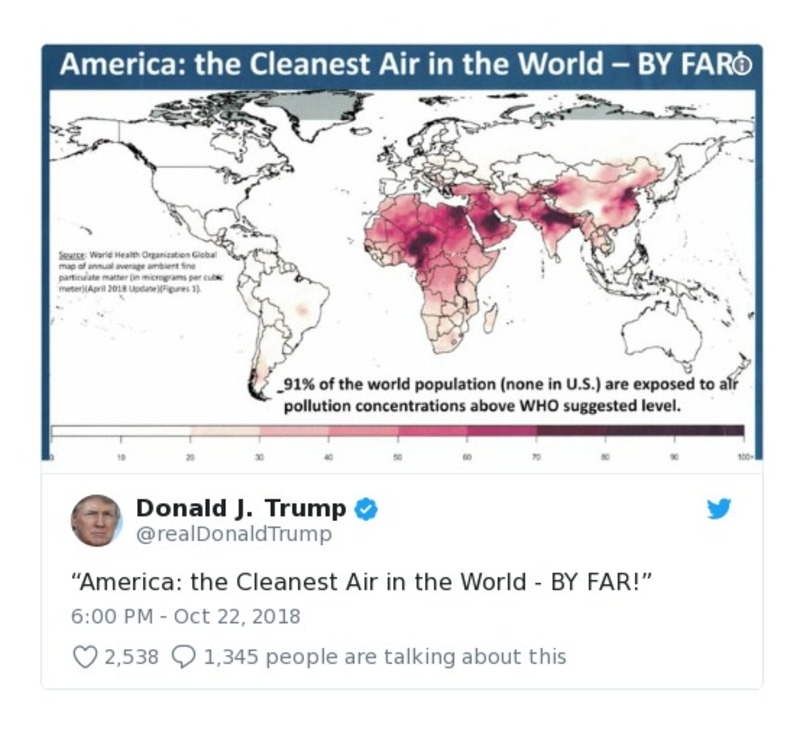 America: the Cleanest Air in the World – BY FAR!
Source: World Health Organization Global
map of annual average ambient fine
particulate matter (in micrograms per cubic
meter)(April 2018 Update)(Figures 1).
_91% of the world population (none in U.S.) are exposed to air
pollution concentrations above WHO suggested level.
0 10 20 30 40 50 60 70 80 90 100+
Donald J. Trump
@realDonaldTrump
“America: the Cleanest Air in the World - BY FAR!”
6:00 PM - Oct 22, 2018
2,538 1,345 people are talking about this